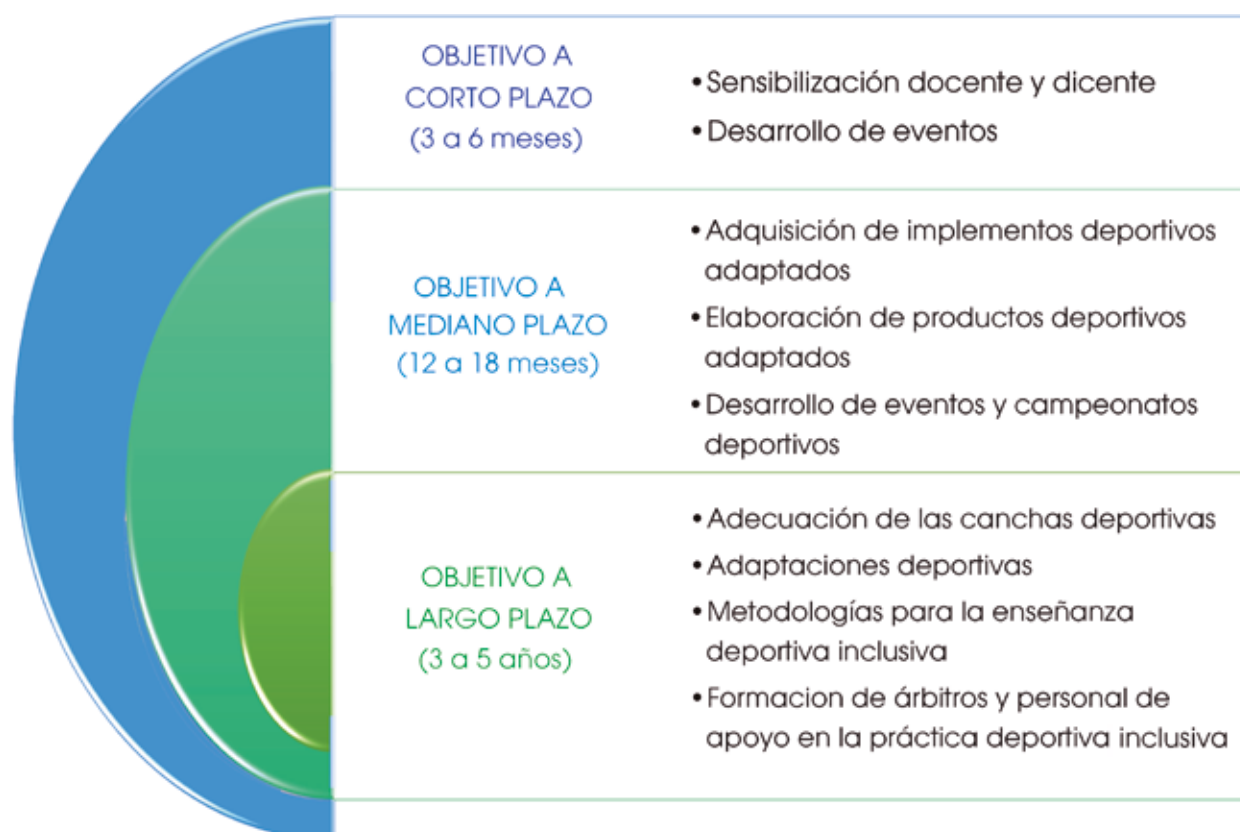 OBJETIVO A
CORTO PLAZO
(3 a 6 meses)
•Sensibilización docente y dicente
•Desarrollo de eventos
OBJETIVO A
MEDIANO PLAZO
(12 a 18 meses)
•Adquisición de implementos deportivos
adaptados
•Elaboración de productos deportivos
adaptados
•Desarrollo de eventos y campeonatos
deportivos
OBJETIVO A
LARGO PLAZO
(3 a 5 años)
•Adecuación de las canchas deportivas
•Adaptaciones deportivas
•Metodologías para la enseñanza
deportiva inclusiva
•Formacion de árbitros y personal de
apoyo en la práctica deportiva inclusiva